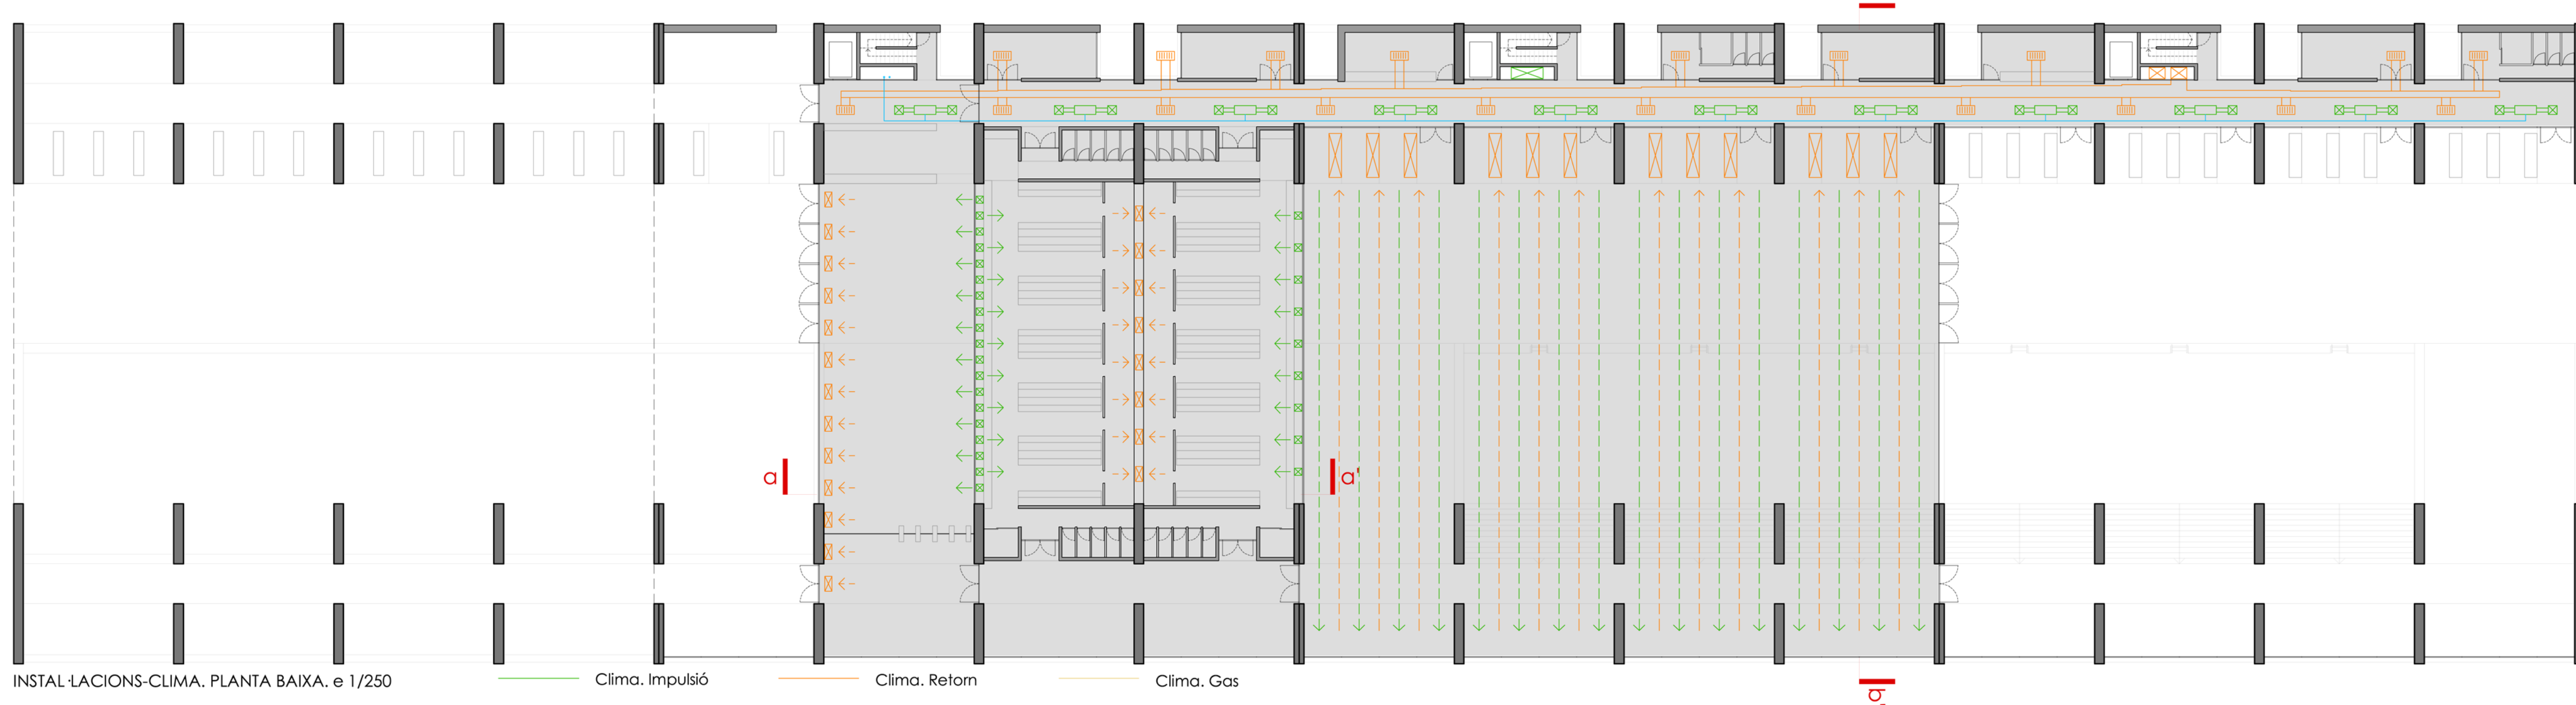 a
a'
INSTAL·LACIONS-CLIMA. PLANTA BAIXA. e 1/250
Clima. Impulsió
Clima. Retorn
Clima. Gas